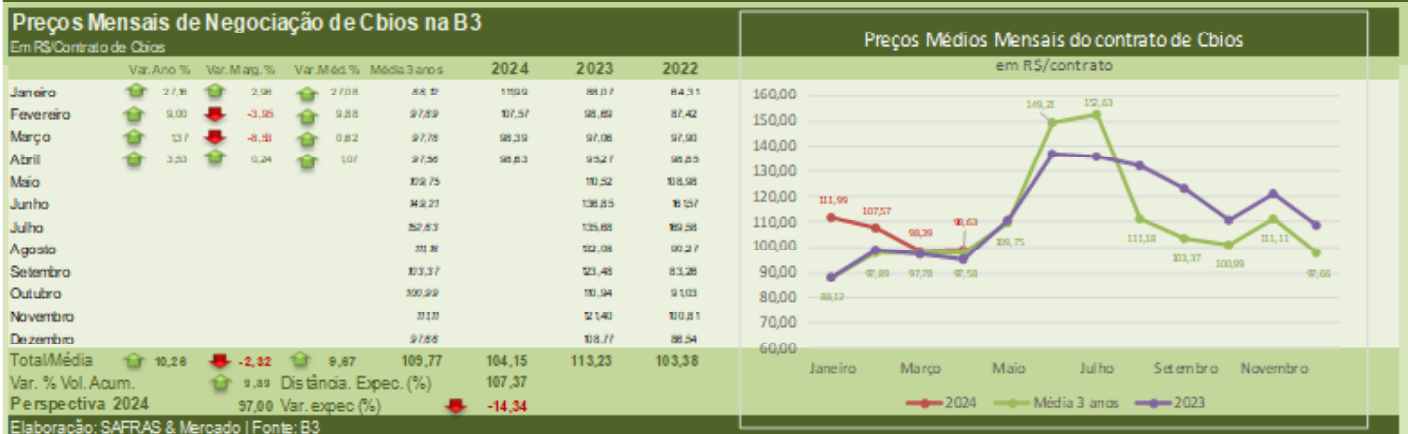 Preços Mensais de Negociação de Cbios na B3
Em R$/Contrato de Cbios
Var. Ano % Var. Marg. % Var. Méd. % Média 3 anos 2024 2023 2022
Janeiro 27,16 2,98 27,08 88,12 111,99 88,07 64,31
Fevereiro 9,00 -3,95 9,88 97,89 107,57 98,69 87,42
Março 1,37 -8,53 0,62 97,78 98,39 97,06 97,90
Abril 3,53 0,24 1,07 97,58 98,63 95,27 98,85
Maio 109,75 110,52 108,98
Junho 149,21 136,85 161,57
Julho 152,63 135,68 169,58
Agosto 111,18 132,08 90,27
Setembro 103,37 123,48 83,26
Outubro 100,99 110,94 91,03
Novembro 111,11 121,40 100,81
Dezembro 97,66 108,77 86,54
Total/Média 10,26 -2,32 9,67 109,77 104,15 113,23 103,38
Var. % Vol. Acum. 9,89 Distância. Expec. (%) 107,37
Perspectiva 2024 97,00 Var. expec (%) -14,34
Elaboração: SAFRAS & Mercado | Fonte: B3
Preços Médios Mensais do contrato de Cbios
em R$/contrato
160,00
150,00
140,00
130,00
120,00
110,00
100,00
90,00
80,00
70,00
60,00
111,99
107,57
98,39
98,63
149,21
152,63
88,12
97,89
97,78
97,58
109,75
111,18
103,37
100,99
111,11
97,66
Janeiro Março Maio Julho Setembro Novembro
2024 Média 3 anos 2023